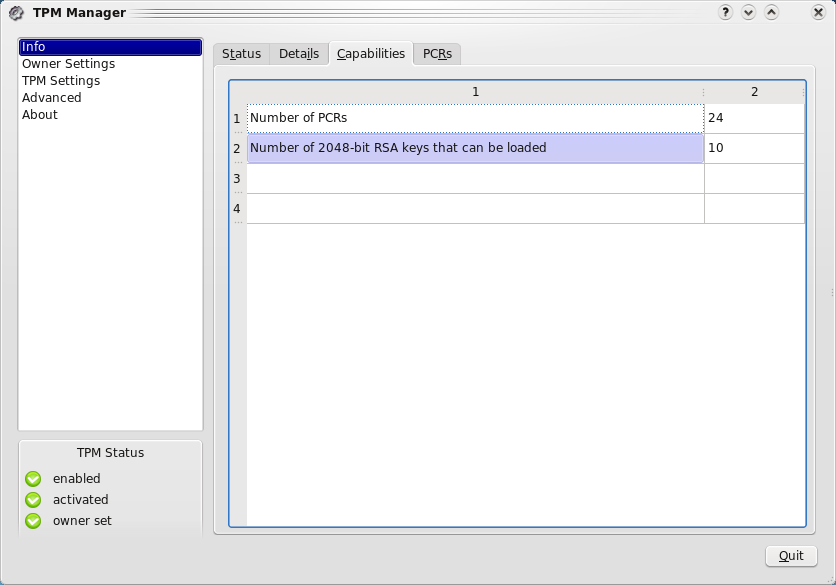 TPM Manager
?
Info
Owner Settings
TPM Settings
Advanced
About
Status Details Capabilities PCRs
1 2
1 Number of PCRs 24
2 Number of 2048-bit RSA keys that can be loaded 10
3
4
TPM Status
enabled
activated
owner set
Quit